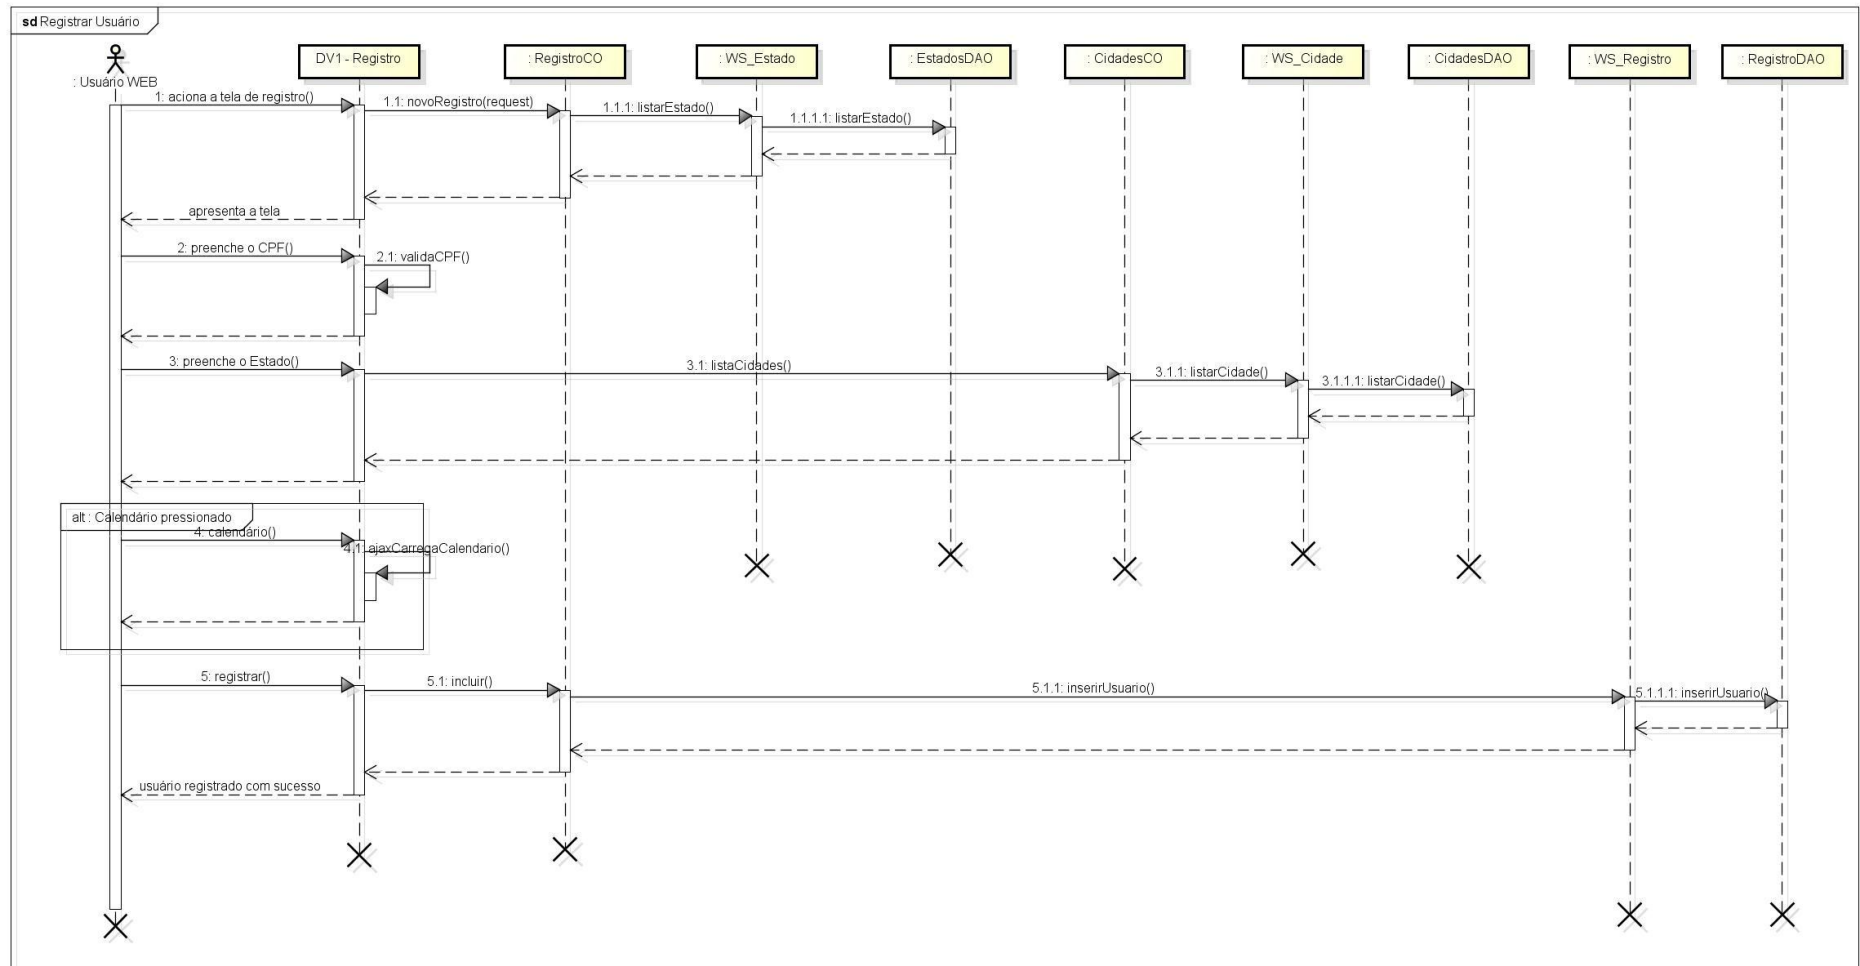 sd Registrar Usuário
: Usuário WEB
DV1 - Registro
: RegistroCO
: WS_Estado
: EstadosDAO
: CidadesCO
: WS_Cidade
: CidadesDAO
: WS_Registro
: RegistroDAO
1: aciona a tela de registro()
1.1: novoRegistro(request)
1.1.1: listarEstado()
1.1.1.1: listarEstado()
apresenta a tela
2: preenche o CPF()
2.1: validaCPF()
3: preenche o Estado()
3.1: listaCidades()
3.1.1: listarCidade()
3.1.1.1: listarCidade()
alt : Calendário pressionado
4: calendário()
4.1: ajaxCarregaCalendario()
5: registrar()
5.1: incluir()
5.1.1: inserirUsuario()
5.1.1.1: inserirUsuario()
usuário registrado com sucesso